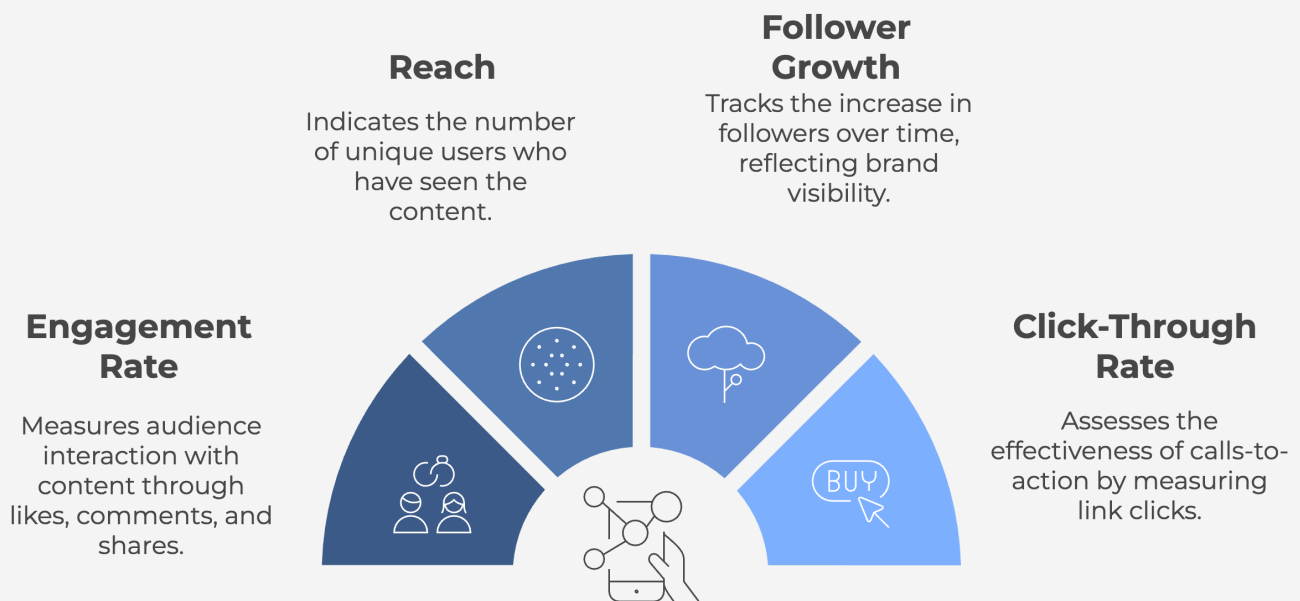 Engagement
Rate
Measures audience
interaction with
content through
likes, comments, and
shares.
Reach
Indicates the number
of unique users who
have seen the
content.
Follower
Growth
Tracks the increase in
followers over time,
reflecting brand
visibility.
Click-Through
Rate
Assesses the
effectiveness of calls-to-
action by measuring
link clicks.
BUY